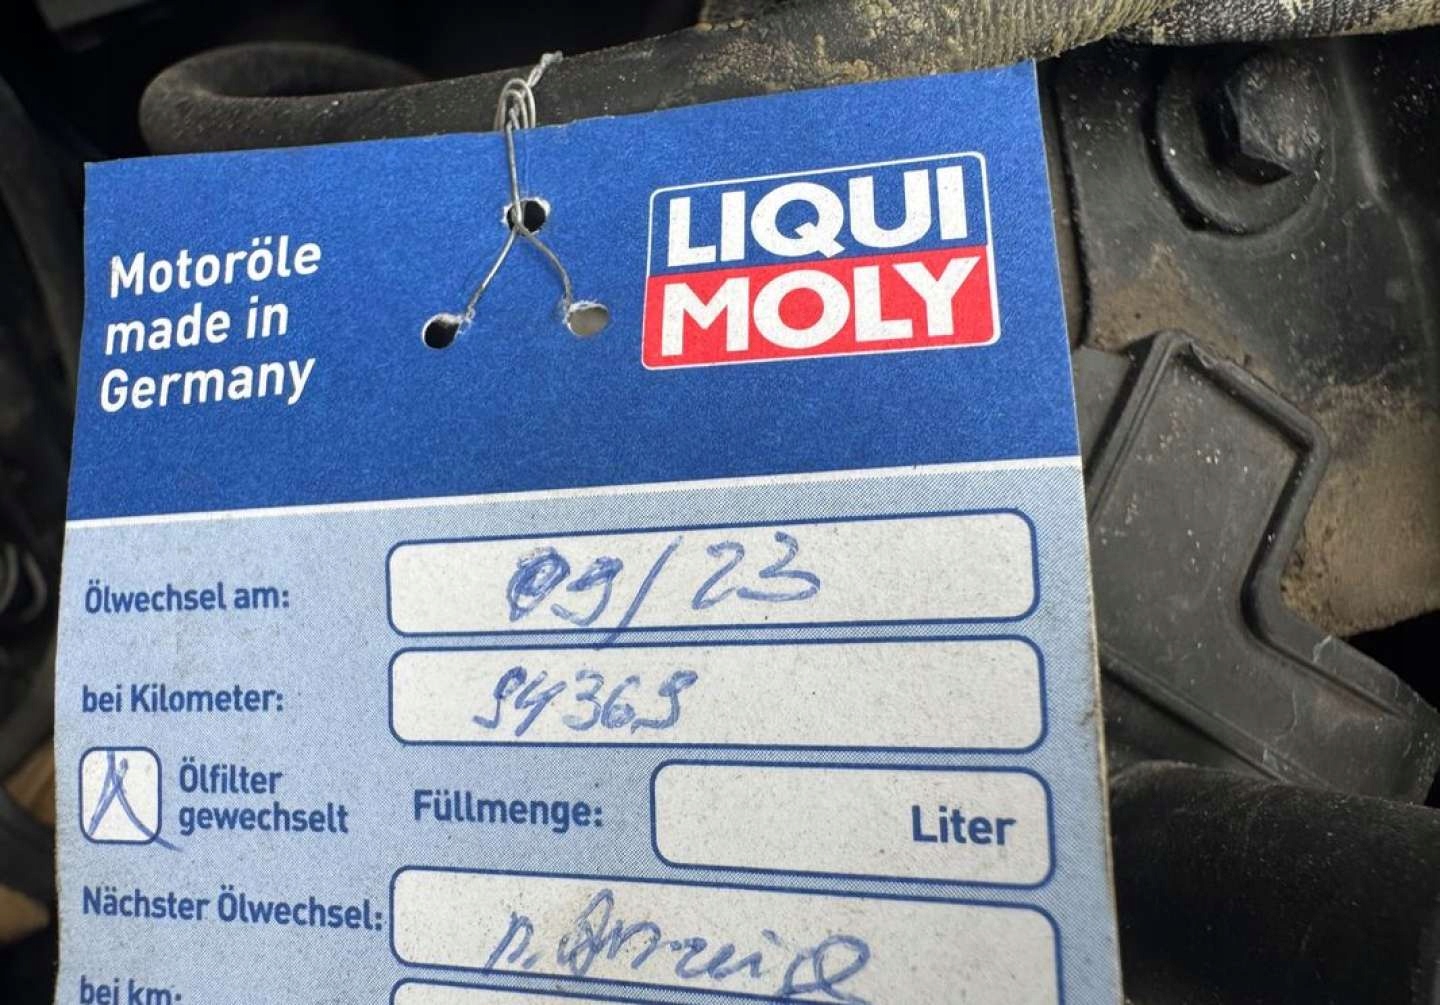 Motoröle
made in
Germany
LIQUI
MOLY
Ölwechsel am: 09/23
bei Kilometer: 94369
Ölfilter
gewechselt
Füllmenge: Liter
Nächster Ölwechsel: n. Anzeige
bei km: